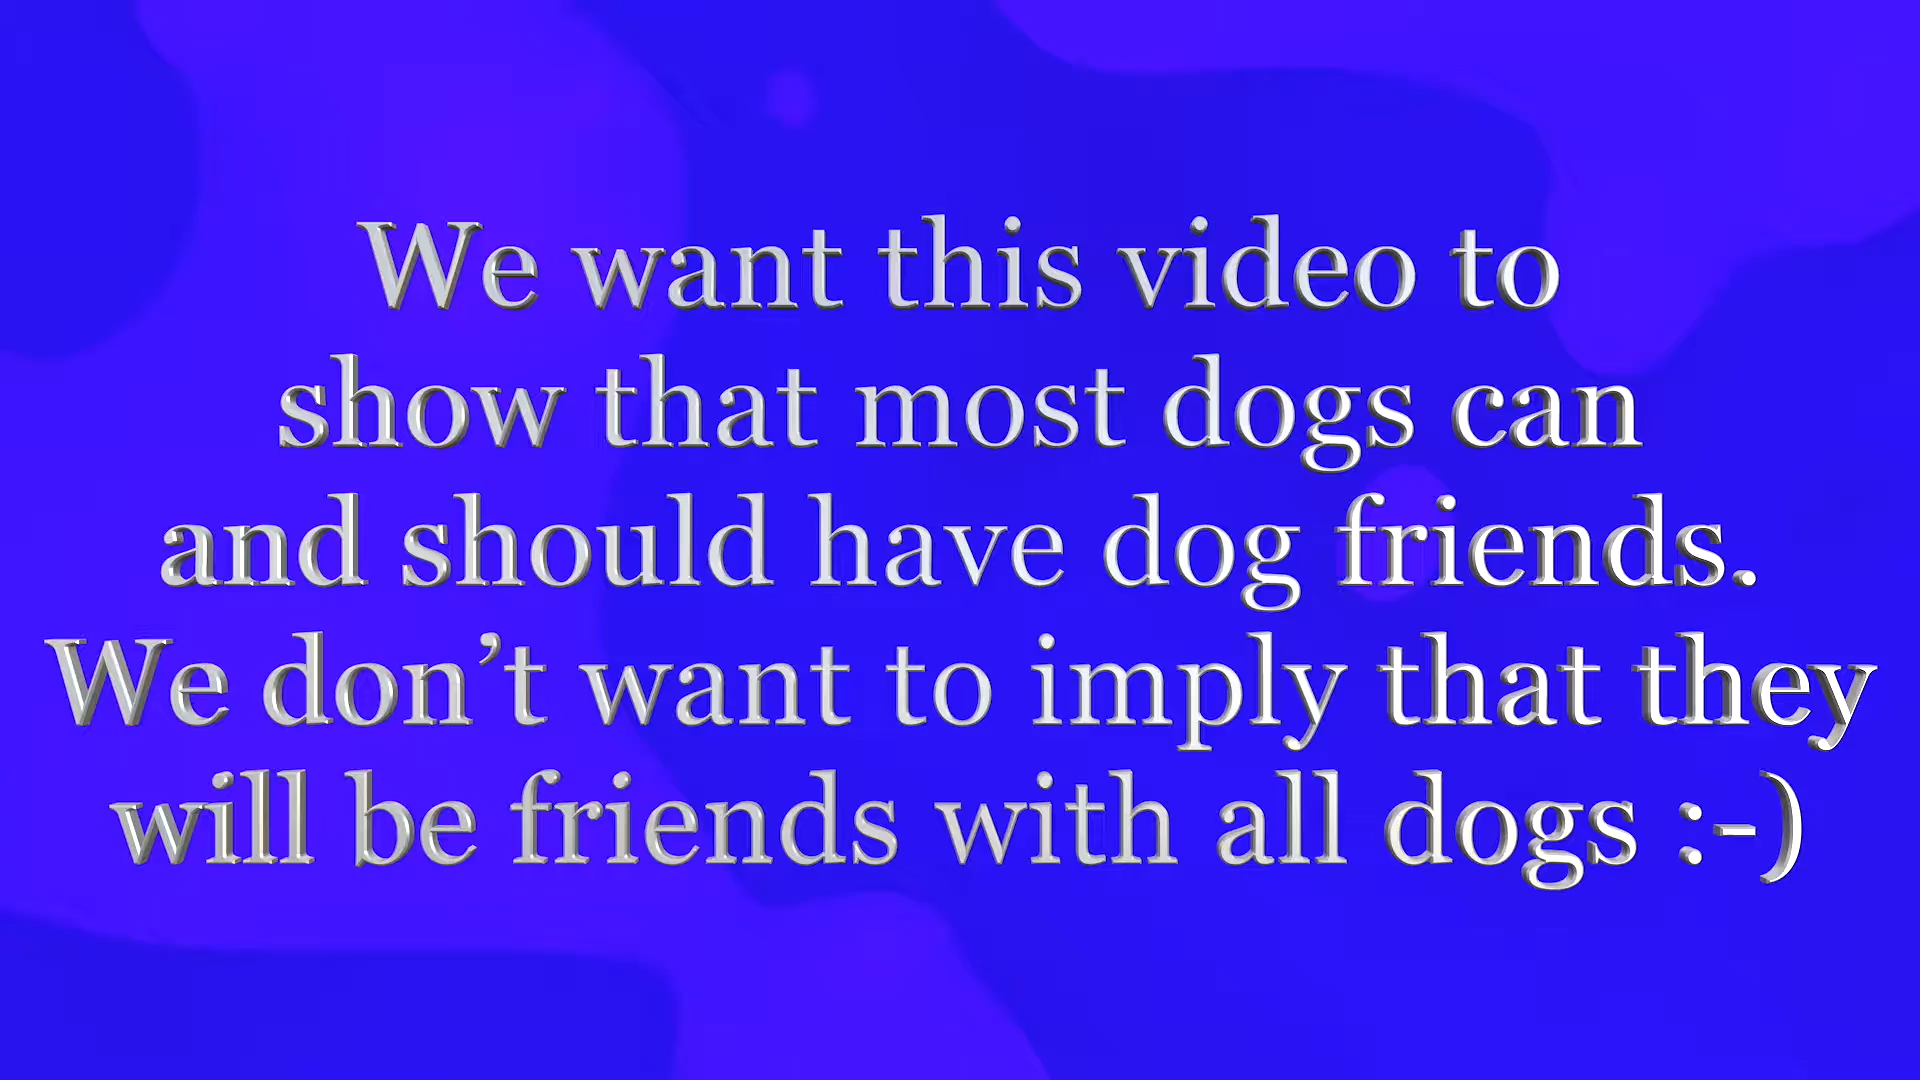 We want this video to
show that most dogs can
and should have dog friends.
We don’t want to imply that they
will be friends with all dogs :-)